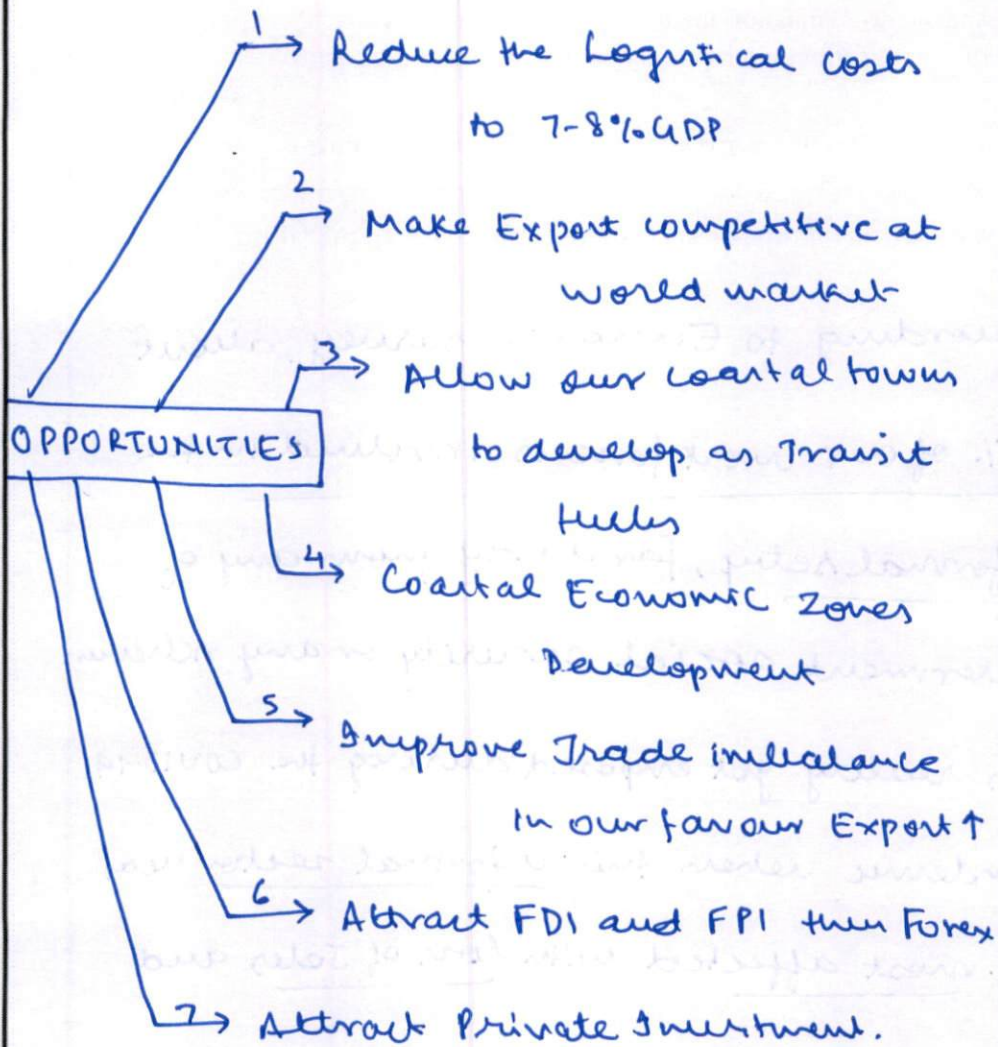 1
Reduce the Logistical costs
to 7-8% GDP
2
Make Export competitive at
world market
3
Allow our coastal towns
OPPORTUNITIES
to develop as Transit
Hubs
4
Coastal Economic Zones
Development
5
Improve Trade imbalance
In our favour Export ↑
6
Attract FDI and FPI then Forex
7
Attract Private Investment.